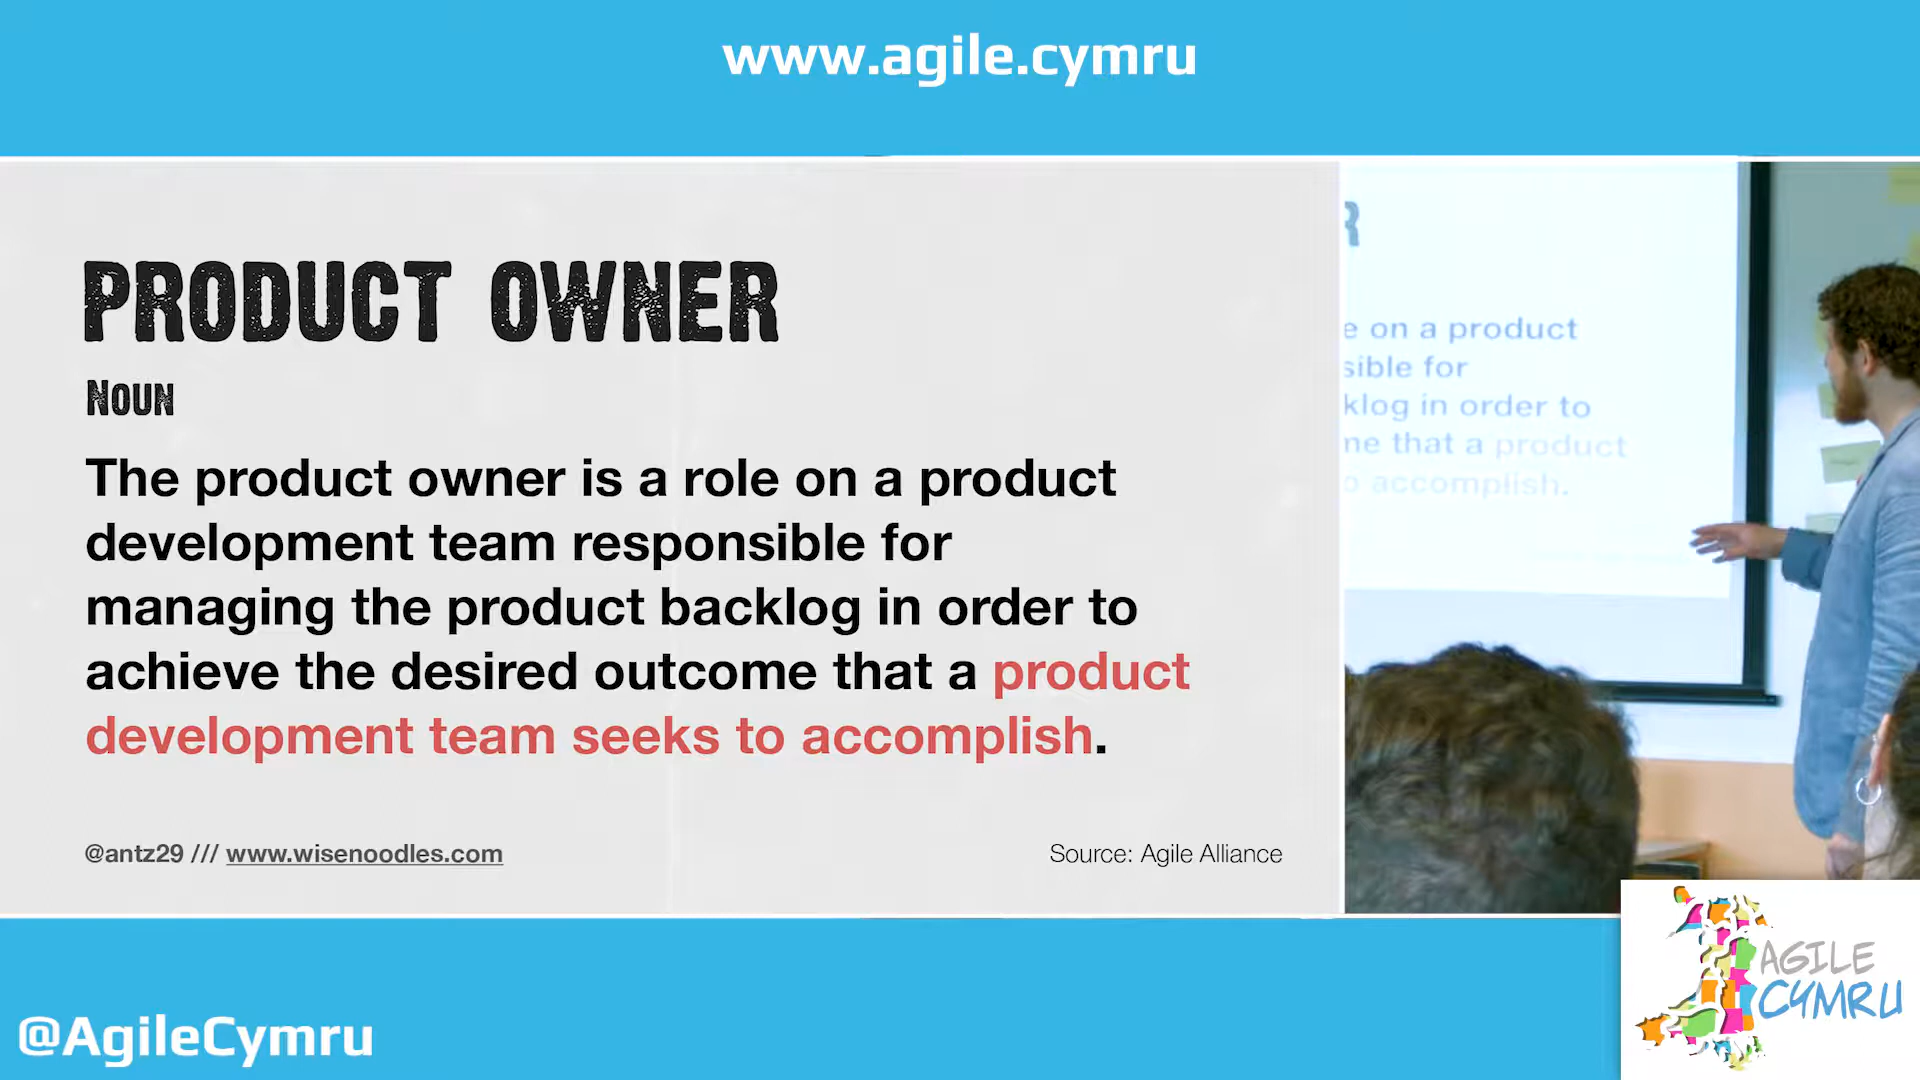 www.agile.cymru
PRODUCT OWNER
NOUN
The product owner is a role on a product
development team responsible for
managing the product backlog in order to
achieve the desired outcome that a product
development team seeks to accomplish.
@antz29 /// www.wisenoodles.com
Source: Agile Alliance
R
e on a product
sible for
klog in order to
ne that a product
o accomplish.
@AgileCymru
AGILE
CYMRU